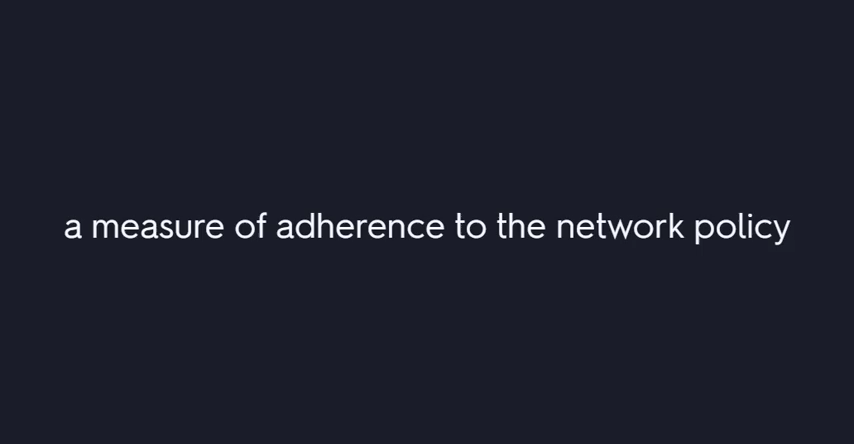 a measure of adherence to the network policy